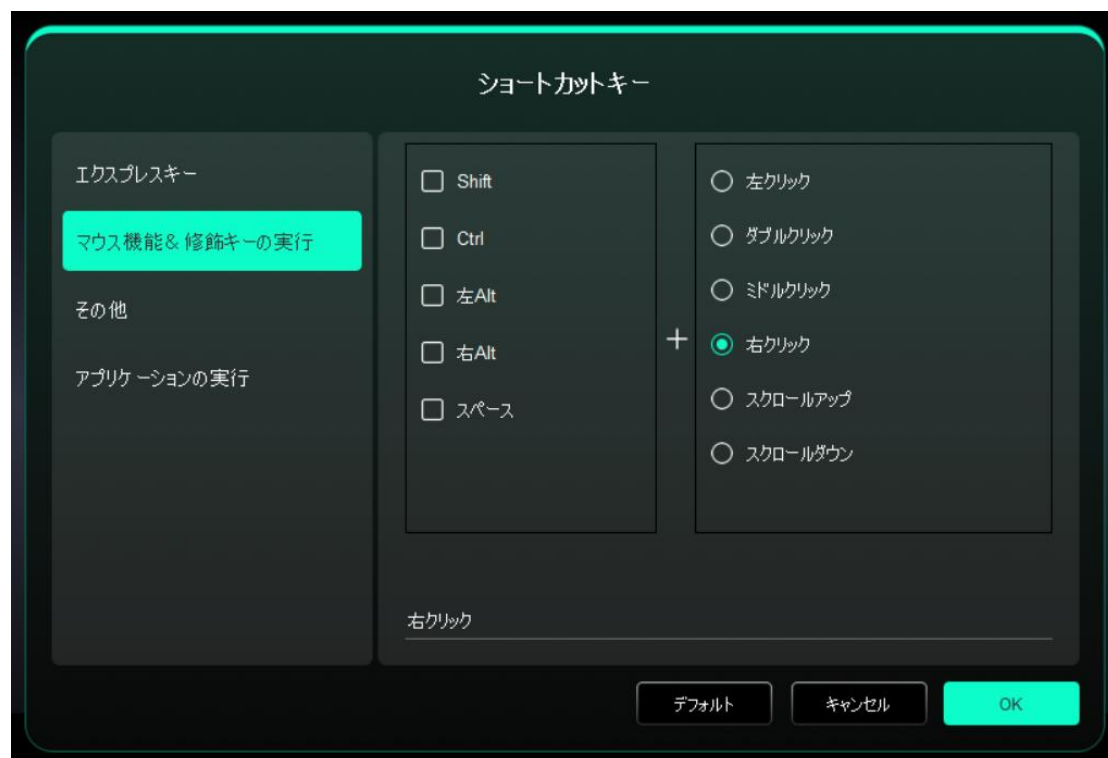 ショートカットキー
エクスプレスキー
マウス機能& 修飾キーの実行
その他
アプリケーションの実行
Shift
Ctrl
左Alt
右Alt
スペース
+
左クリック
ダブルクリック
ミドルクリック
右クリック
スクロールアップ
スクロールダウン
右クリック
デフォルト
キャンセル
OK